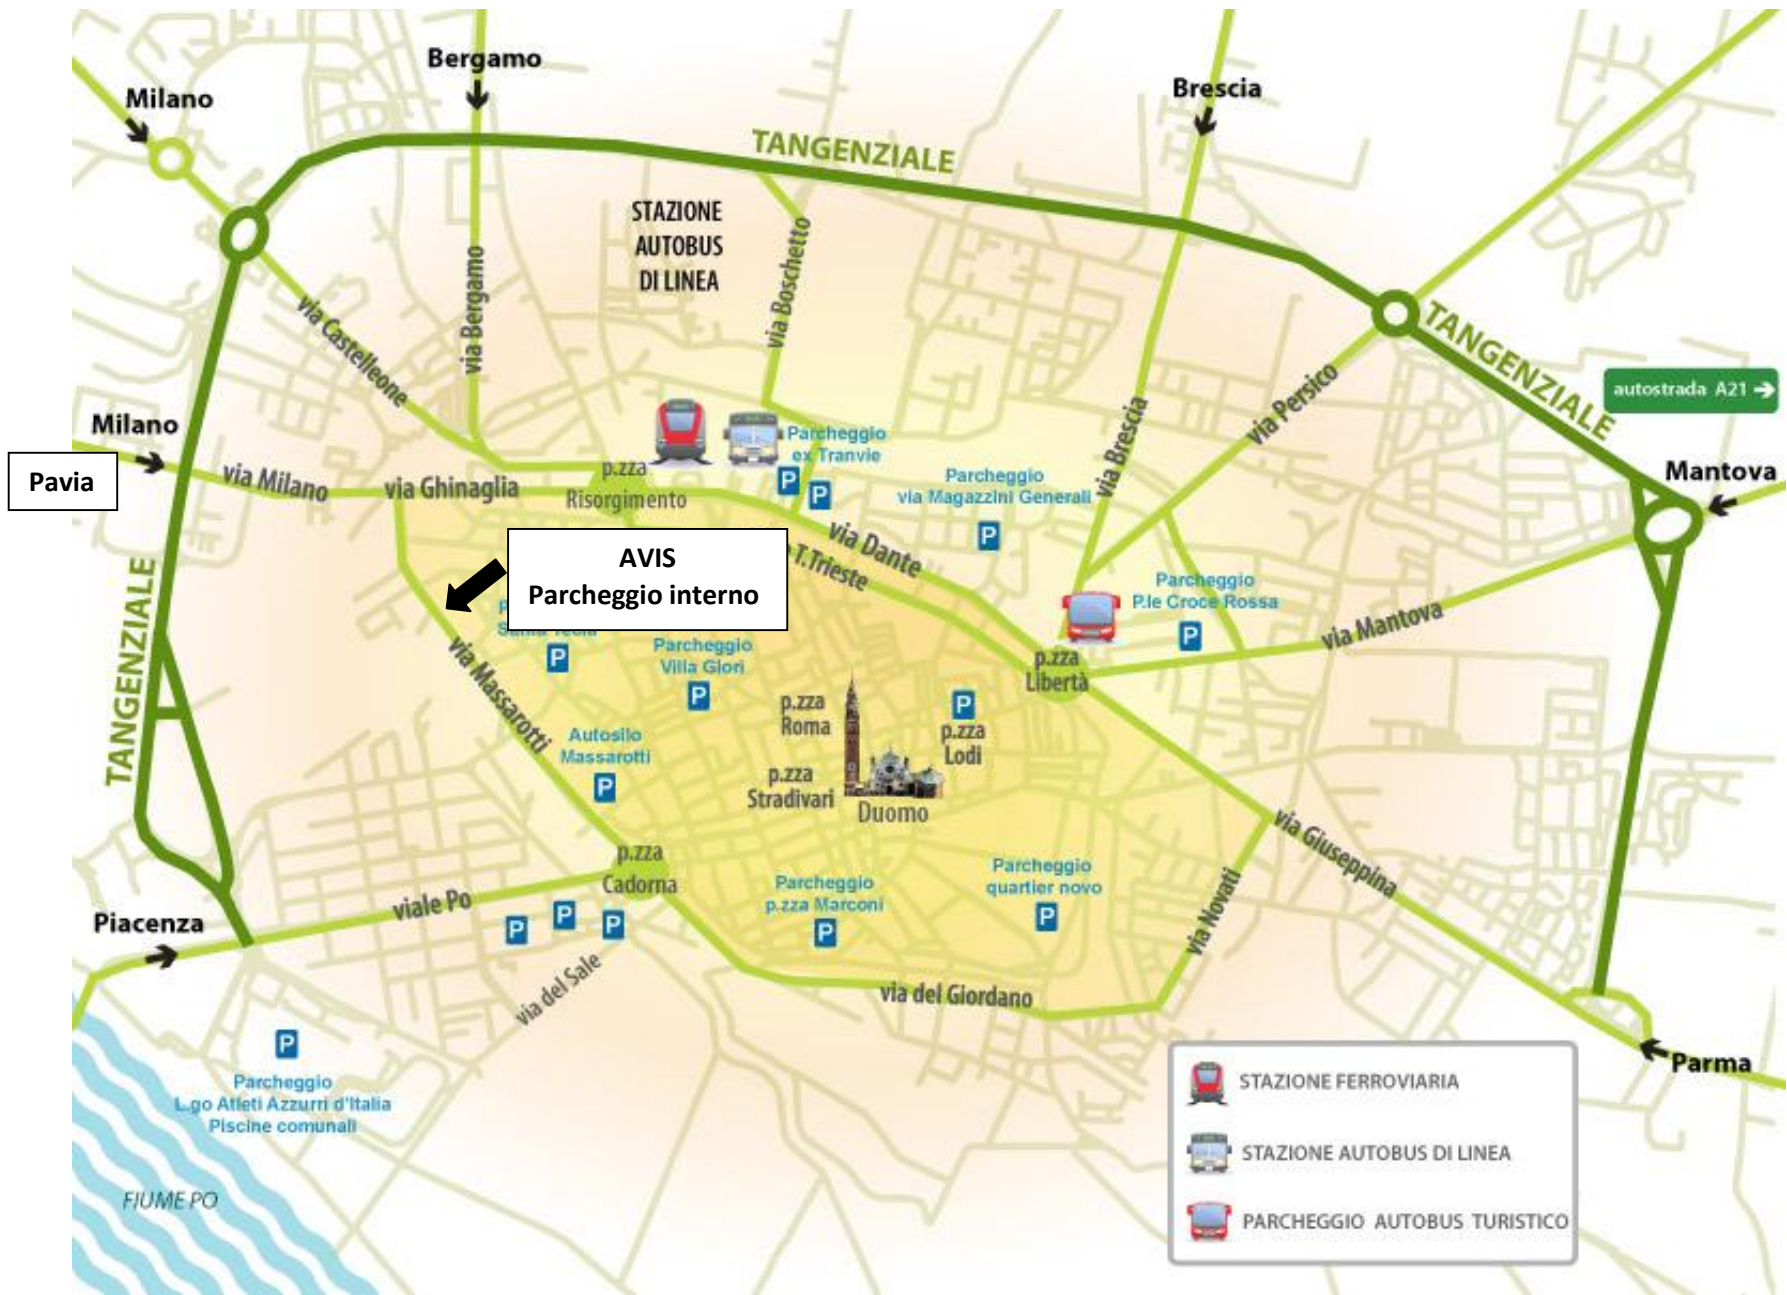 Bergamo
Milano
Brescia
TANGENZIALE
STAZIONE
AUTOBUS
DI LINEA
via Boschetto
via Bergamo
via Castelleone
TANGENZIALE
autostrada A21
via Persico
via Brescia
Milano
Pavia
via Milano
via Ghinaglia
p.zza
Risorgimento
Parcheggio
ex Tranvie
P
P
Parcheggio
via Magazzini Generali
P
Mantova
AVIS
Parcheggio interno
via Dante
T.Trieste
Parcheggio
P.le Croce Rossa
P
via Mantova
TANGENZIALE
P
via Massarotti
Parcheggio
Villa Glori
P
p.zza
Libertà
p.zza
Roma
P
p.zza
Lodi
Autosilo
Massarotti
P
p.zza
Stradivari
Duomo
via Giuseppina
p.zza
Cadorna
viale Po
Parcheggio
p.zza Marconi
P
Parcheggio
quartier novo
P
via Novati
Piacenza
P
P
P
via del Sale
via del Giordano
P
Parcheggio
L.go Atleti Azzurri d'Italia
Piscine comunali
Parma
FIUME PO
STAZIONE FERROVIARIA
STAZIONE AUTOBUS DI LINEA
PARCHEGGIO AUTOBUS TURISTICO